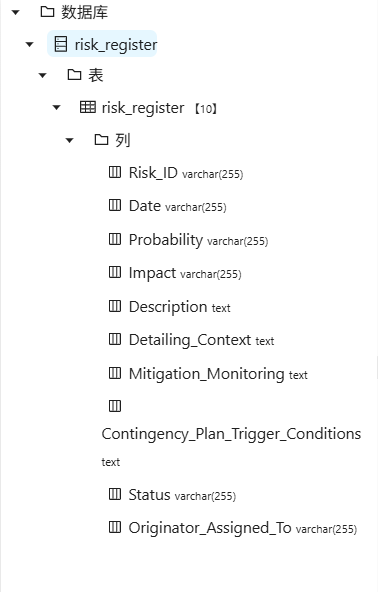 数据库
risk_register
表
risk_register 【10】
列
Risk_ID varchar(255)
Date varchar(255)
Probability varchar(255)
Impact varchar(255)
Description text
Detailing_Context text
Mitigation_Monitoring text
Contingency_Plan_Trigger_Conditions
text
Status varchar(255)
Originator_Assigned_To varchar(255)